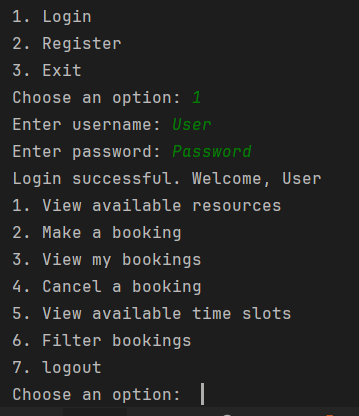 1. Login
2. Register
3. Exit
Choose an option: 1
Enter username: User
Enter password: Password
Login successful. Welcome, User
1. View available resources
2. Make a booking
3. View my bookings
4. Cancel a booking
5. View available time slots
6. Filter bookings
7. logout
Choose an option: